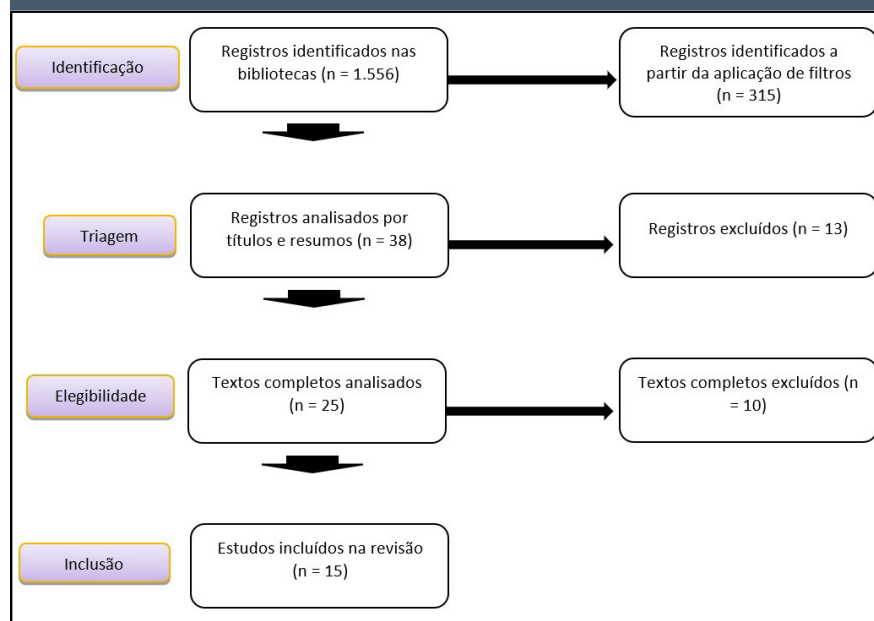 Identificação
Registros identificados nas
bibliotecas (n = 1.556)
Registros identificados a
partir da aplicação de filtros
(n = 315)
Triagem
Registros analisados por
títulos e resumos (n = 38)
Registros excluídos (n = 13)
Elegibilidade
Textos completos analisados
(n = 25)
Textos completos excluídos (n
= 10)
Inclusão
Estudos incluídos na revisão
(n = 15)